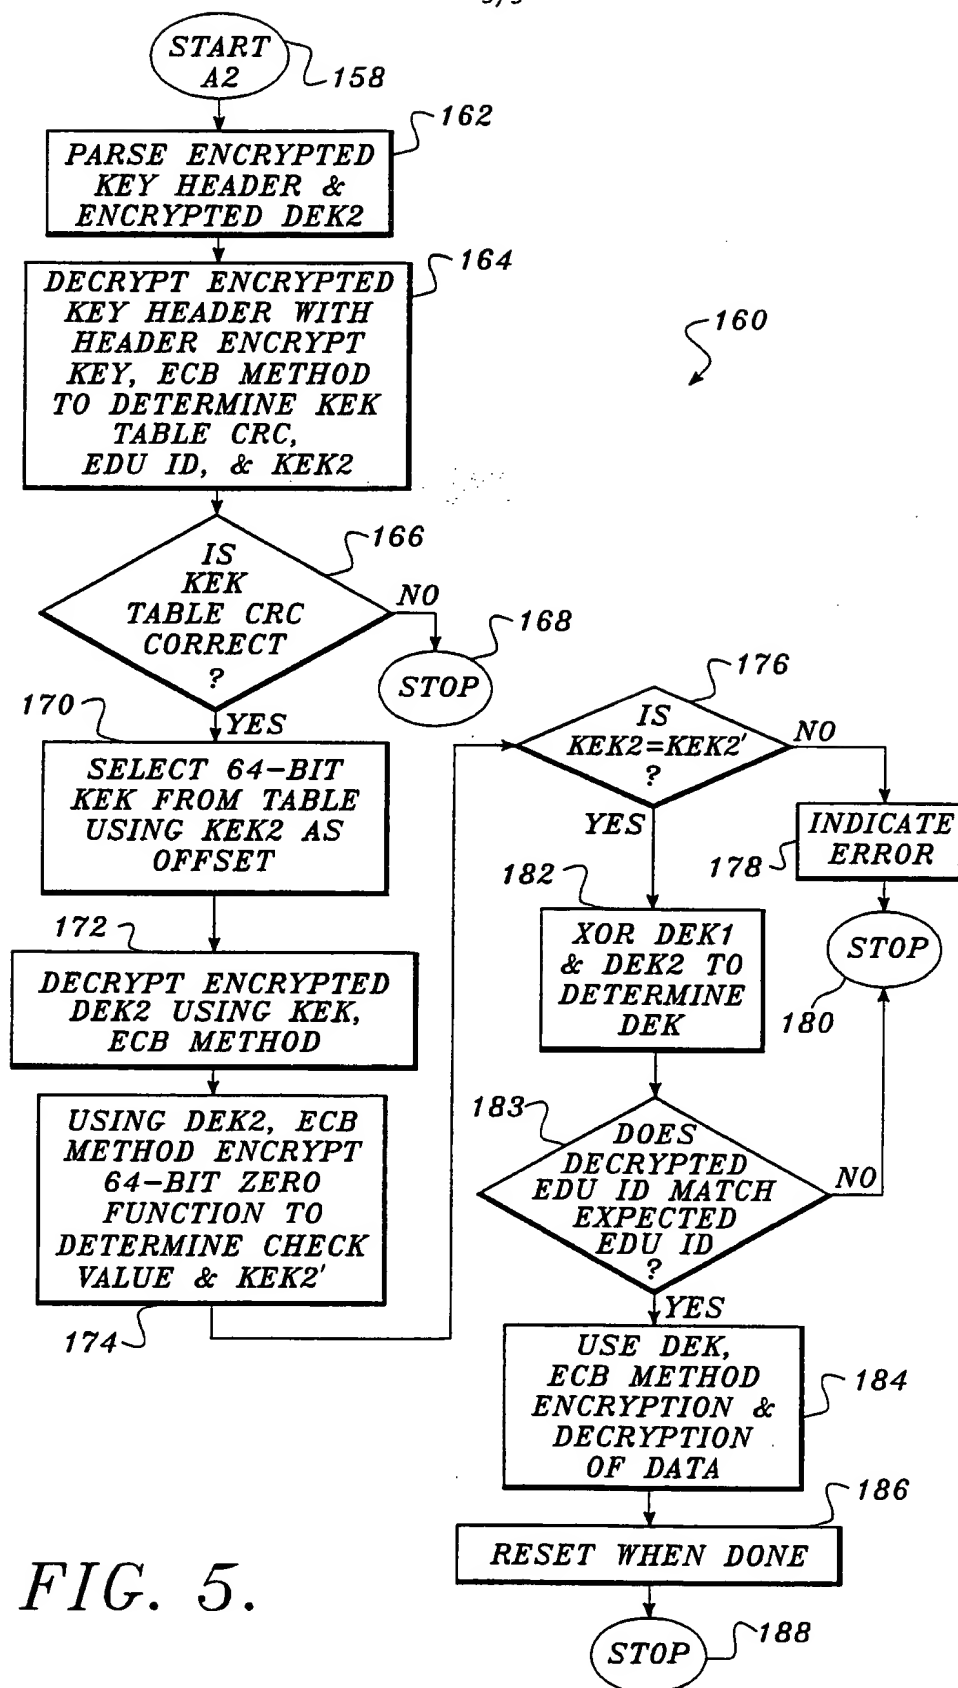 START
A2
158
162
PARSE ENCRYPTED
KEY HEADER &
ENCRYPTED DEK2
164
DECRYPT ENCRYPTED
KEY HEADER WITH
HEADER ENCRYPT
KEY, ECB METHOD
TO DETERMINE KEK
TABLE CRC,
EDU ID, & KEK2
160
166
IS
KEK
TABLE CRC
CORRECT
?
NO
168
STOP
170
YES
SELECT 64-BIT
KEK FROM TABLE
USING KEK2 AS
OFFSET
172
DECRYPT ENCRYPTED
DEK2 USING KEK,
ECB METHOD
USING DEK2, ECB
METHOD ENCRYPT
64-BIT ZERO
FUNCTION TO
DETERMINE CHECK
VALUE & KEK2'
174
176
IS
KEK2=KEK2'
?
NO
YES
INDICATE
ERROR
178
182
XOR DEK1
& DEK2 TO
DETERMINE
DEK
STOP
180
183
DOES
DECRYPTED
EDU ID MATCH
EXPECTED
EDU ID
?
NO
YES
USE DEK,
ECB METHOD
ENCRYPTION &
DECRYPTION
OF DATA
184
186
RESET WHEN DONE
STOP
188
FIG. 5.